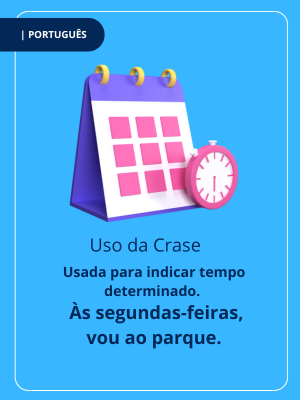 | PORTUGUÊS
Uso da Crase
Usada para indicar tempo
determinado.
Às segundas-feiras,
vou ao parque.